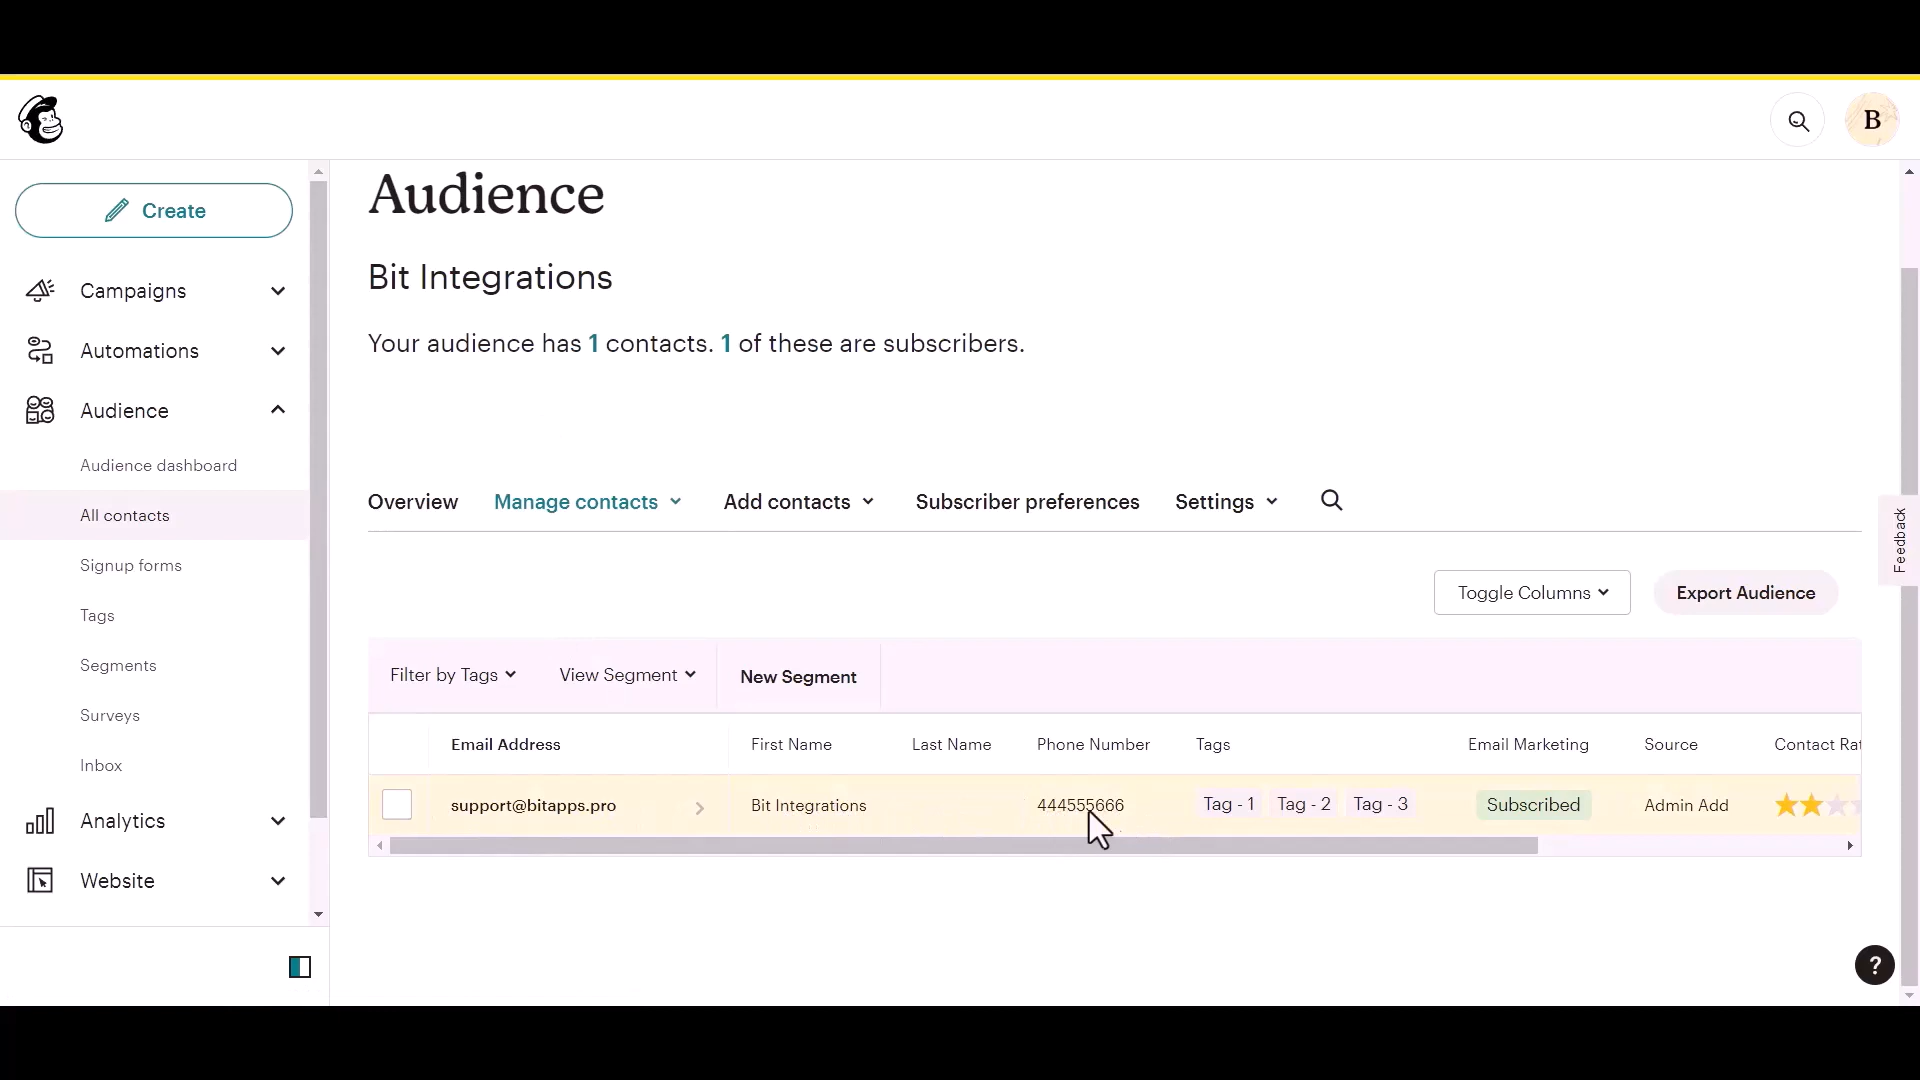 B
Create
Campaigns
Automations
Audience
Audience dashboard
All contacts
Signup forms
Tags
Segments
Surveys
Inbox
Analytics
Website
Audience
Bit Integrations
Your audience has 1 contacts. 1 of these are subscribers.
Overview Manage contacts Add contacts Subscriber preferences Settings
Toggle Columns Export Audience
Filter by Tags View Segment New Segment
Email Address First Name Last Name Phone Number Tags Email Marketing Source Contact Rat
support@bitapps.pro Bit Integrations 444555666 Tag - 1 Tag - 2 Tag - 3 Subscribed Admin Add
Feedback
?